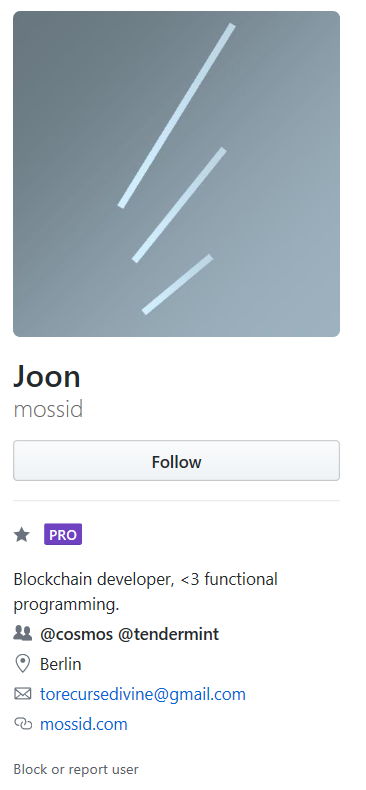 Joon
mossid
Follow
PRO
Blockchain developer, <3 functional
programming.
@cosmos @tendermint
Berlin
torecursedivine@gmail.com
mossid.com
Block or report user